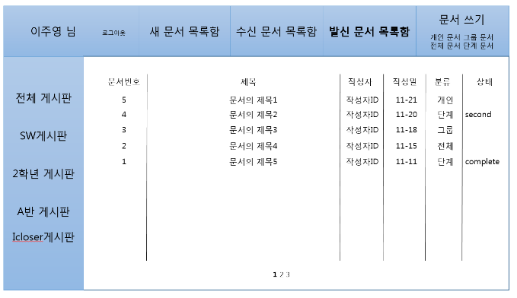 이주영 님 로그아웃 새 문서 목록함 수신 문서 목록함 발신 문서 목록함 문서 쓰기
개인 문서 그룹 문서
전체 문서 단계 문서
전체 게시판
SW게시판
2학년 게시판
A반 게시판
Icloser게시판
문서번호 제목 작성자 작성일 분류 상태
5 문서의 제목1 작성자ID 11-21 개인
4 문서의 제목2 작성자ID 11-20 단계 second
3 문서의 제목3 작성자ID 11-18 그룹
2 문서의 제목4 작성자ID 11-15 전체
1 문서의 제목5 작성자ID 11-11 단계 complete
1 2 3